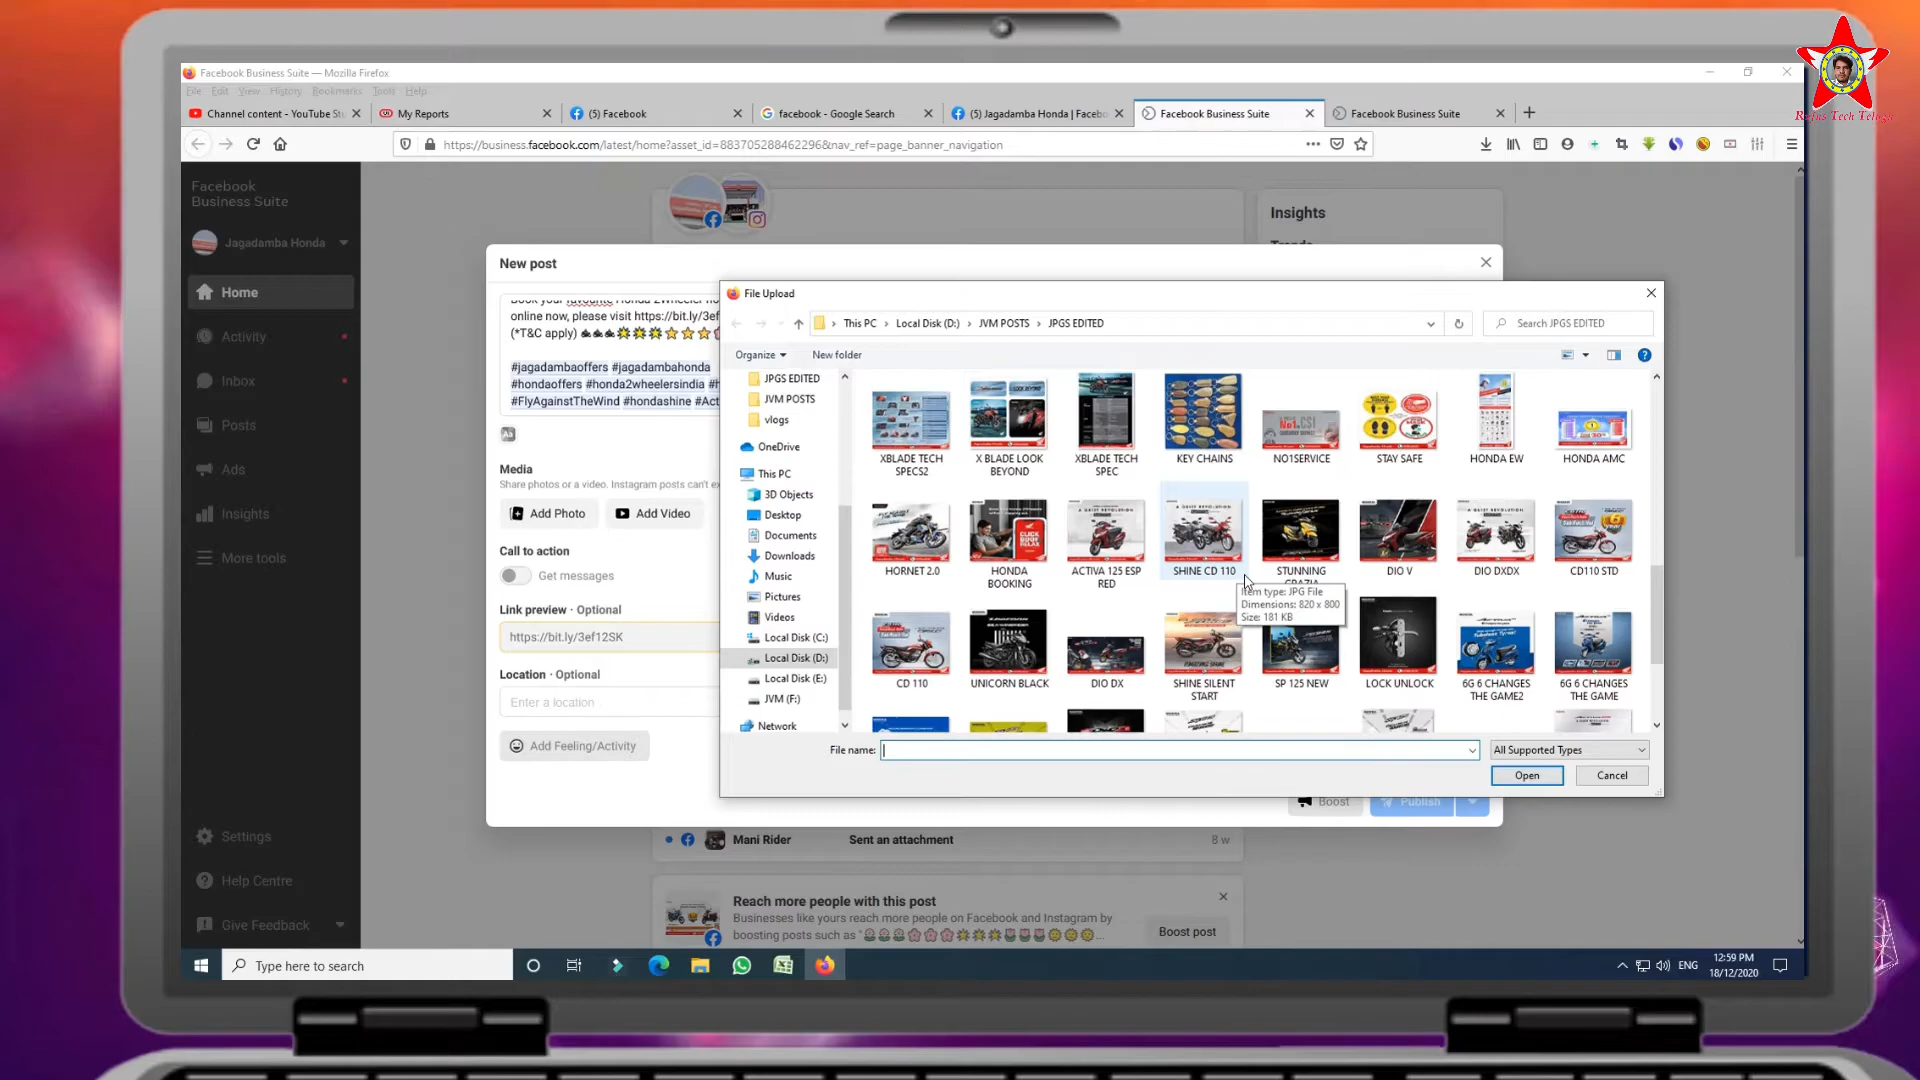 Rufus Tech Telugu
Facebook Business Suite — Mozilla Firefox
File Edit View History Bookmarks Tools Help
Channel content - YouTube Stu
My Reports
(5) Facebook
facebook - Google Search
(5) Jagadamba Honda | Facebo
Facebook Business Suite
Facebook Business Suite
https://business.facebook.com/latest/home?asset_id=883705288462296&nav_ref=page_banner_navigation
Facebook
Business Suite
Jagadamba Honda
Home
Activity
Inbox
Posts
Ads
Insights
More tools
Settings
Help Centre
Give Feedback
Insights
Trends
New post
Book your favourite Honda 2Wheeler
online now, please visit https://bit.ly/3ef
(*T&C apply)
#jagadambaoffers #jagadambahonda
#hondaoffers #honda2wheelersindia #h
#FlyAgainstTheWind #hondashine #Act
Aa
Media
Share photos or a video. Instagram posts can't ex
Add Photo
Add Video
Call to action
Get messages
Link preview · Optional
https://bit.ly/3ef12SK
Location · Optional
Enter a location
Add Feeling/Activity
Boost
Publish
File Upload
This PC › Local Disk (D:) › JVM POSTS › JPGS EDITED
Search JPGS EDITED
Organize
New folder
JPGS EDITED
JVM POSTS
vlogs
OneDrive
This PC
3D Objects
Desktop
Documents
Downloads
Music
Pictures
Videos
Local Disk (C:)
Local Disk (D:)
Local Disk (E:)
JVM (F:)
Network
XBLADE TECH SPECS2
X BLADE LOOK BEYOND
XBLADE TECH SPEC
KEY CHAINS
NO1SERVICE
STAY SAFE
HONDA EW
HONDA AMC
HORNET 2.0
HONDA BOOKING
ACTIVA 125 ESP RED
SHINE CD 110
STUNNING GRAZIA
DIO V
DIO DXDX
CD110 STD
Item type: JPG File
Dimensions: 820 x 800
Size: 181 KB
CD 110
UNICORN BLACK
DIO DX
SHINE SILENT START
SP 125 NEW
LOCK UNLOCK
6G 6 CHANGES THE GAME2
6G 6 CHANGES THE GAME
File name:
All Supported Types
Open
Cancel
Mani Rider
Sent an attachment
8 w
Reach more people with this post
Businesses like yours reach more people on Facebook and Instagram by
boosting posts such as "
Boost post
Type here to search
ENG
12:59 PM
18/12/2020